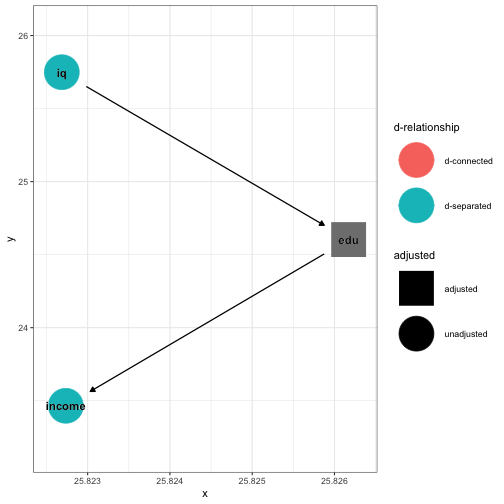 26
iq
25
edu
24
income
y
25.823
25.824
25.825
25.826
x
d-relationship
d-connected
d-separated
adjusted
adjusted
unadjusted